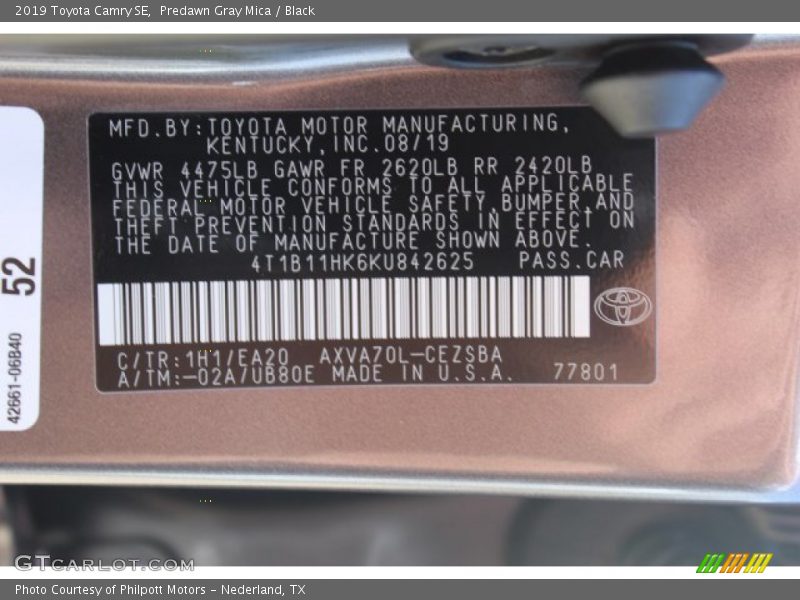 2019 Toyota Camry SE, Predawn Gray Mica / Black
MFD.BY:TOYOTA MOTOR MANUFACTURING,
KENTUCKY,INC.08/19
GVWR 4475LB GAWR FR 2620LB RR 2420LB
THIS VEHICLE CONFORMS TO ALL APPLICABLE
FEDERAL MOTOR VEHICLE SAFETY,BUMPER,AND
THEFT PREVENTION STANDARDS IN EFFECT ON
THE DATE OF MANUFACTURE SHOWN ABOVE.
4T1B11HK6KU842625 PASS.CAR
C/TR:1H1/EA20 AXVA70L-CEZSBA
A/TM:-02A/UB80E MADE IN U.S.A. 77801
52
42661-06B40
GTCARLOT.COM
Photo Courtesy of Philpott Motors - Nederland, TX